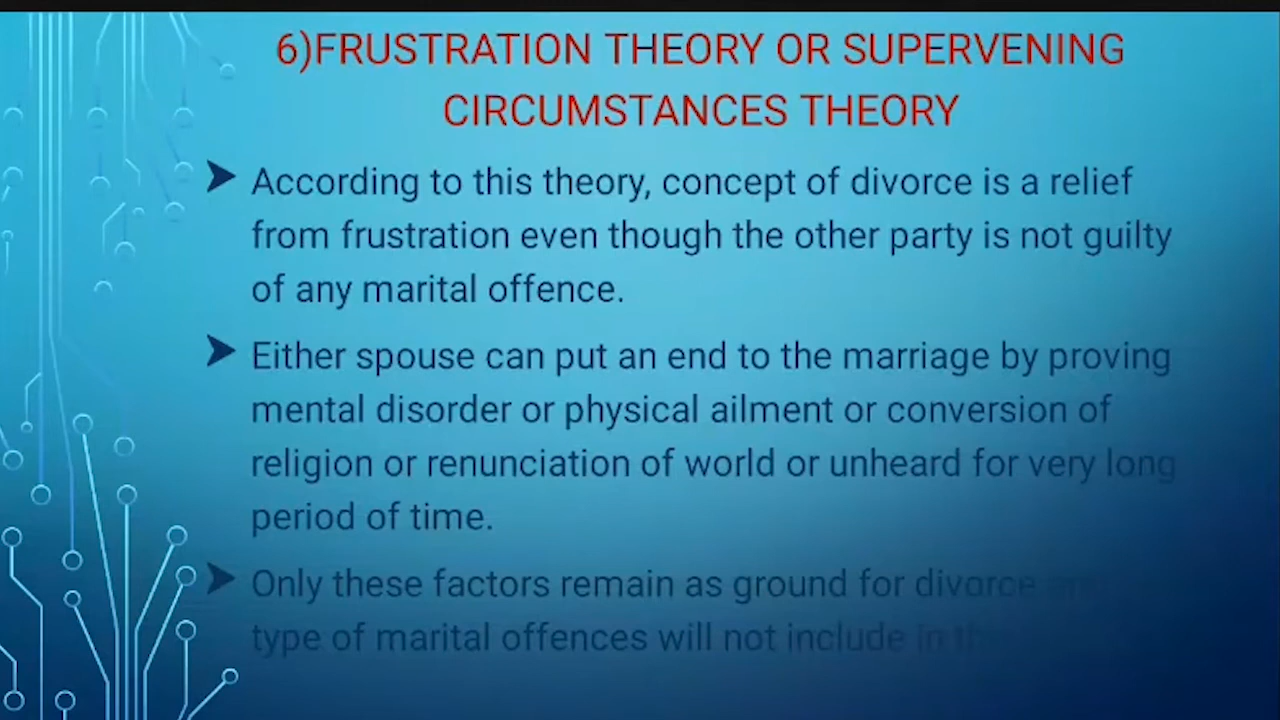 6)FRUSTRATION THEORY OR SUPERVENING
CIRCUMSTANCES THEORY
According to this theory, concept of divorce is a relief
from frustration even though the other party is not guilty
of any marital offence.
Either spouse can put an end to the marriage by proving
mental disorder or physical ailment or conversion of
religion or renunciation of world or unheard for very long
period of time.
Only these factors remain as ground for divorce
type of marital offences will not include in